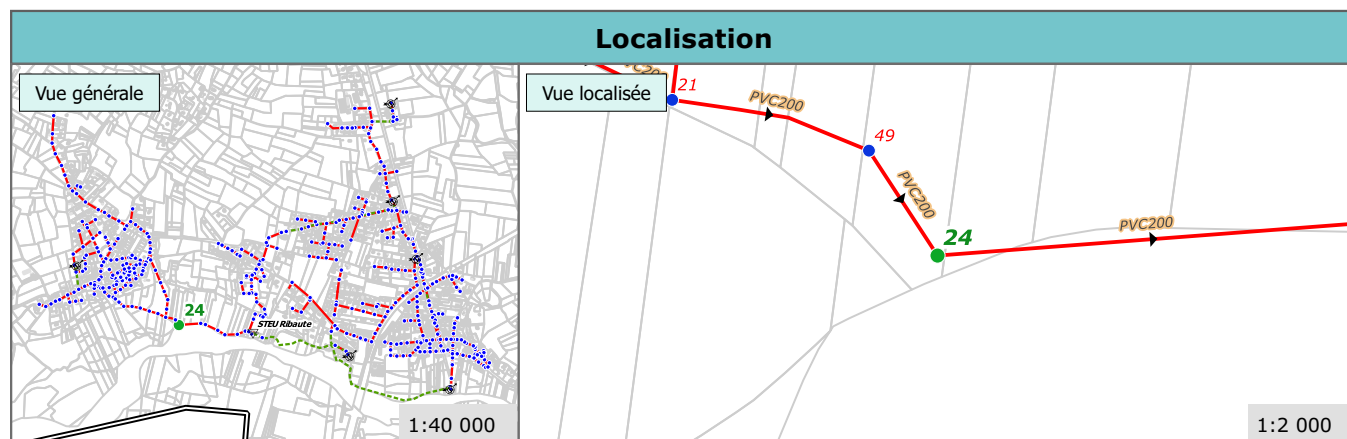 Localisation
Vue générale
24
STEU Ribaute
1:40 000
Vue localisée
PVC200
21
PVC200
49
PVC200
24
PVC200
1:2 000